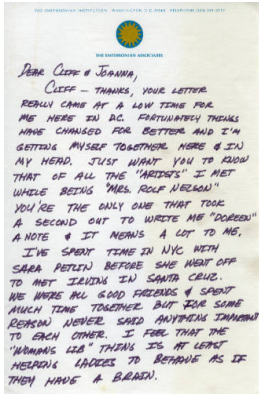 THE SMITHSONIAN INSTITUTION WASHINGTON, D.C. 20560
THE SMITHSONIAN ASSOCIATES
DEAR CLIFF & JOANNA,
CLIFF — THANKS, YOUR LETTER
REALLY CAME AT A LOW TIME FOR
ME HERE IN D.C. FORTUNATELY THINGS
HAVE CHANGED FOR BETTER AND I'M
GETTING MYSELF TOGETHER HERE & IN
MY HEAD. JUST WANT YOU TO KNOW
THAT OF ALL THE "ARTISTS" I MET
WHILE BEING "MRS. ROLF NELSON"
YOU'RE THE ONLY ONE THAT TOOK
A SECOND OUT TO WRITE ME "DOREEN"
A NOTE & IT MEANS A LOT TO ME.
I'VE SPENT TIME IN NYC WITH
SARA PETLIN BEFORE SHE WENT OFF
TO MET IRVING IN SANTA CRUZ.
WE WERE ALL GOOD FRIENDS & SPENT
MUCH TIME TOGETHER BUT FOR SOME
REASON NEVER SAID ANYTHING IMPORTANT
TO EACH OTHER. I FEEL THAT THE
"WOMANS LIB" THING IS AT LEAST
HELPING LADIES TO BEHAVE AS IF
THEY HAVE A BRAIN.